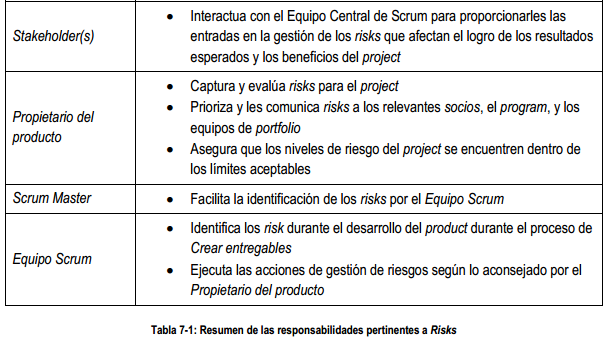 Stakeholder(s)
• Interactua con el Equipo Central de Scrum para proporcionarles las
entradas en la gestión de los risks que afectan el logro de los resultados
esperados y los beneficios del project
Propietario del
producto
• Captura y evalúa risks para el project
• Prioriza y les comunica risks a los relevantes socios, el program, y los
equipos de portfolio
• Asegura que los niveles de riesgo del project se encuentren dentro de
los límites aceptables
Scrum Master
• Facilita la identificación de los risks por el Equipo Scrum
Equipo Scrum
• Identifica los risk durante el desarrollo del product durante el proceso de
Crear entregables
• Ejecuta las acciones de gestión de riesgos según lo aconsejado por el
Propietario del producto
Tabla 7-1: Resumen de las responsabilidades pertinentes a Risks